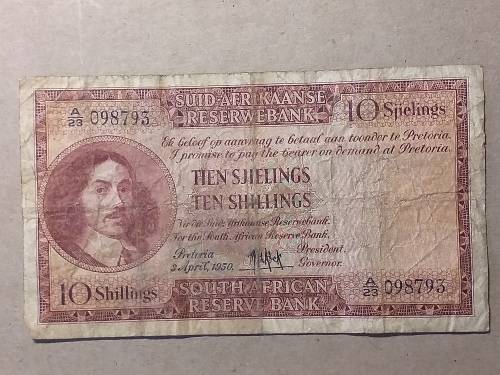 SUID-AFRIKAANSE
RESERWEBANK
A/23 098793
10 Sjielings
Ek beloof op aanvraag te betaal aan toonder te Pretoria.
I promise to pay the bearer on demand at Pretoria.
TIEN SJIELINGS
TEN SHILLINGS
Vir die Suid-Afrikaanse Reserwebank.
For the South African Reserve Bank.
Pretoria
President.
2 April, 1950.
Governor.
10 Shillings
SOUTH AFRICAN
RESERVE BANK
A/23 098793